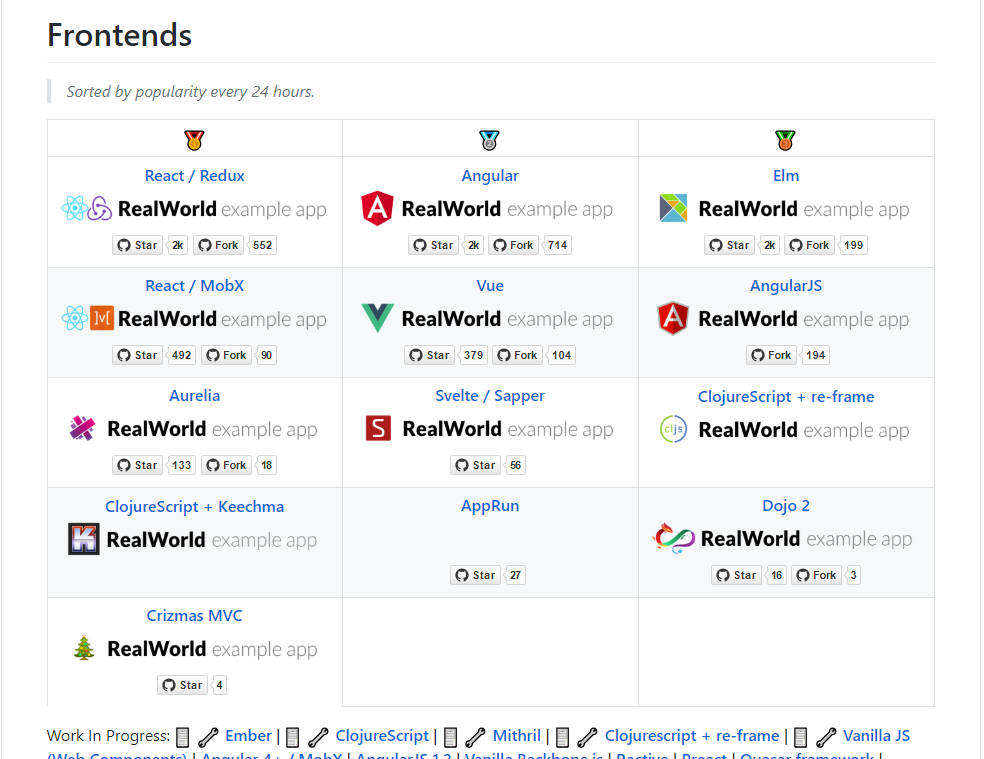 Frontends
Sorted by popularity every 24 hours.
React / Redux
RealWorld example app
Star 2k Fork 552
Angular
RealWorld example app
Star 2k Fork 714
Elm
RealWorld example app
Star 2k Fork 199
React / MobX
RealWorld example app
Star 492 Fork 90
Vue
RealWorld example app
Star 379 Fork 104
AngularJS
RealWorld example app
Fork 194
Aurelia
RealWorld example app
Star 133 Fork 18
Svelte / Sapper
RealWorld example app
Star 56
ClojureScript + re-frame
cljs RealWorld example app
ClojureScript + Keechma
RealWorld example app
AppRun
Star 27
Dojo 2
RealWorld example app
Star 16 Fork 3
Crizmas MVC
RealWorld example app
Star 4
Work In Progress: Ember | ClojureScript | Mithril | Clojurescript + re-frame | Vanilla JS
(Web Components) | Angular 4+ / MobX | AngularJS 1.2 | Vanilla Backbone.js | Ractive | Preact | Quasar framework |